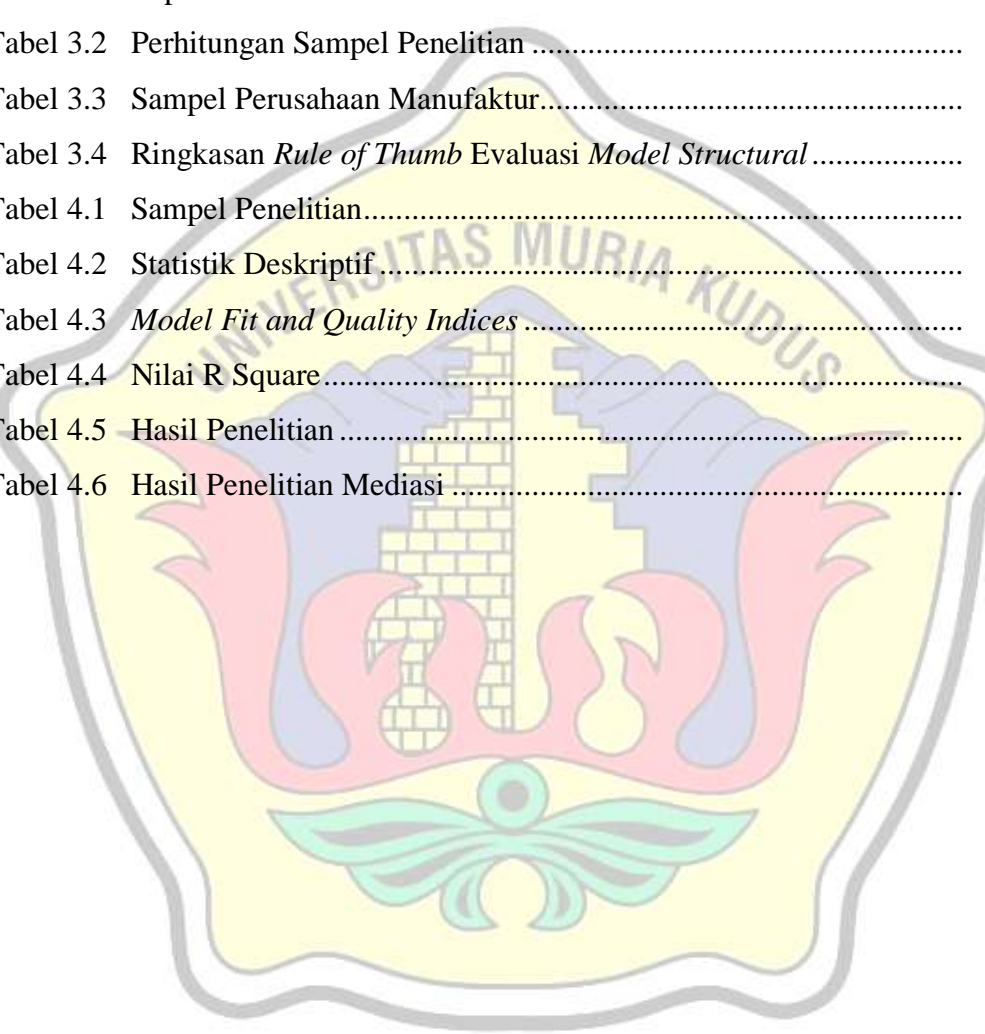 Tabel 3.2 Perhitungan Sampel Penelitian ....................................................
Tabel 3.3 Sampel Perusahaan Manufaktur...................................................
Tabel 3.4 Ringkasan Rule of Thumb Evaluasi Model Structural ..................
Tabel 4.1 Sampel Penelitian........................................................................
Tabel 4.2 Statistik Deskriptif ......................................................................
Tabel 4.3 Model Fit and Quality Indices .....................................................
Tabel 4.4 Nilai R Square.............................................................................
Tabel 4.5 Hasil Penelitian ...........................................................................
Tabel 4.6 Hasil Penelitian Mediasi ..............................................................
UNIVERSITAS MURIA KUDUS